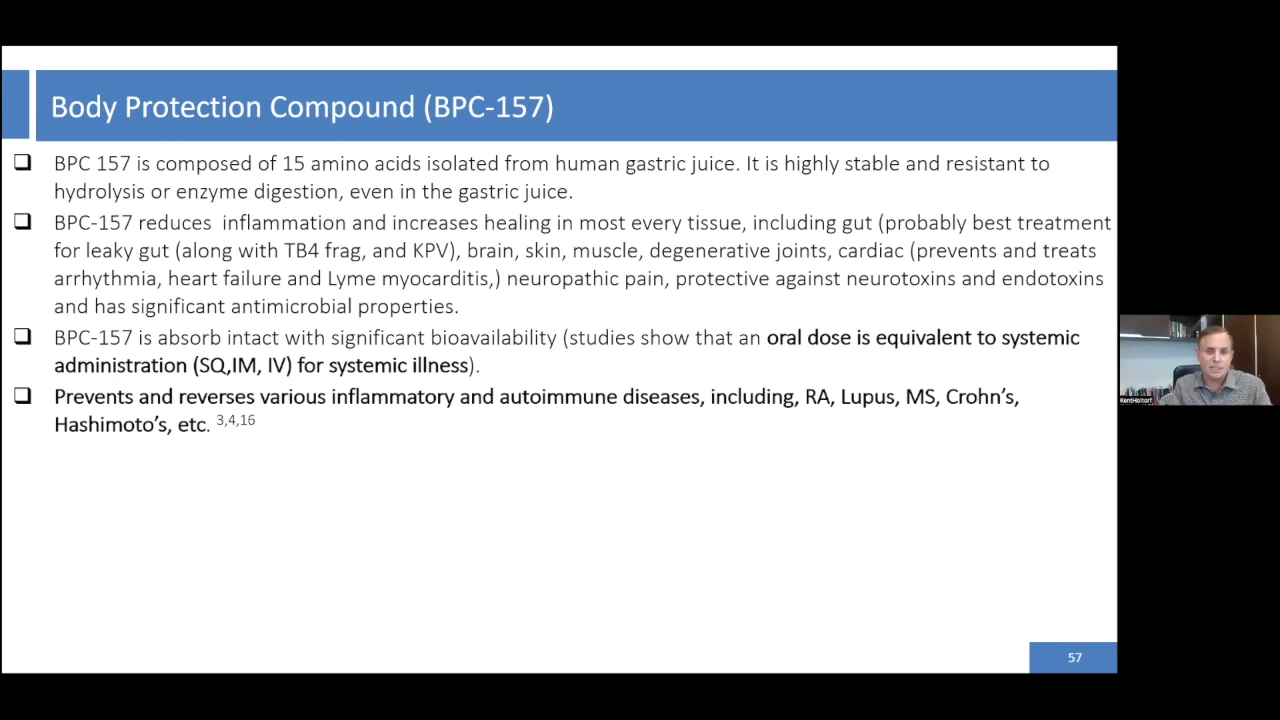 Body Protection Compound (BPC-157)
❑ BPC 157 is composed of 15 amino acids isolated from human gastric juice. It is highly stable and resistant to
hydrolysis or enzyme digestion, even in the gastric juice.
❑ BPC-157 reduces  inflammation and increases healing in most every tissue, including gut (probably best treatment
for leaky gut (along with TB4 frag, and KPV), brain, skin, muscle, degenerative joints, cardiac (prevents and treats
arrhythmia, heart failure and Lyme myocarditis,) neuropathic pain, protective against neurotoxins and endotoxins
and has significant antimicrobial properties.
❑ BPC-157 is absorb intact with significant bioavailability (studies show that an oral dose is equivalent to systemic
administration (SQ,IM, IV) for systemic illness).
❑ Prevents and reverses various inflammatory and autoimmune diseases, including, RA, Lupus, MS, Crohn’s,
Hashimoto’s, etc. 3,4,16
KentHoltorf
57